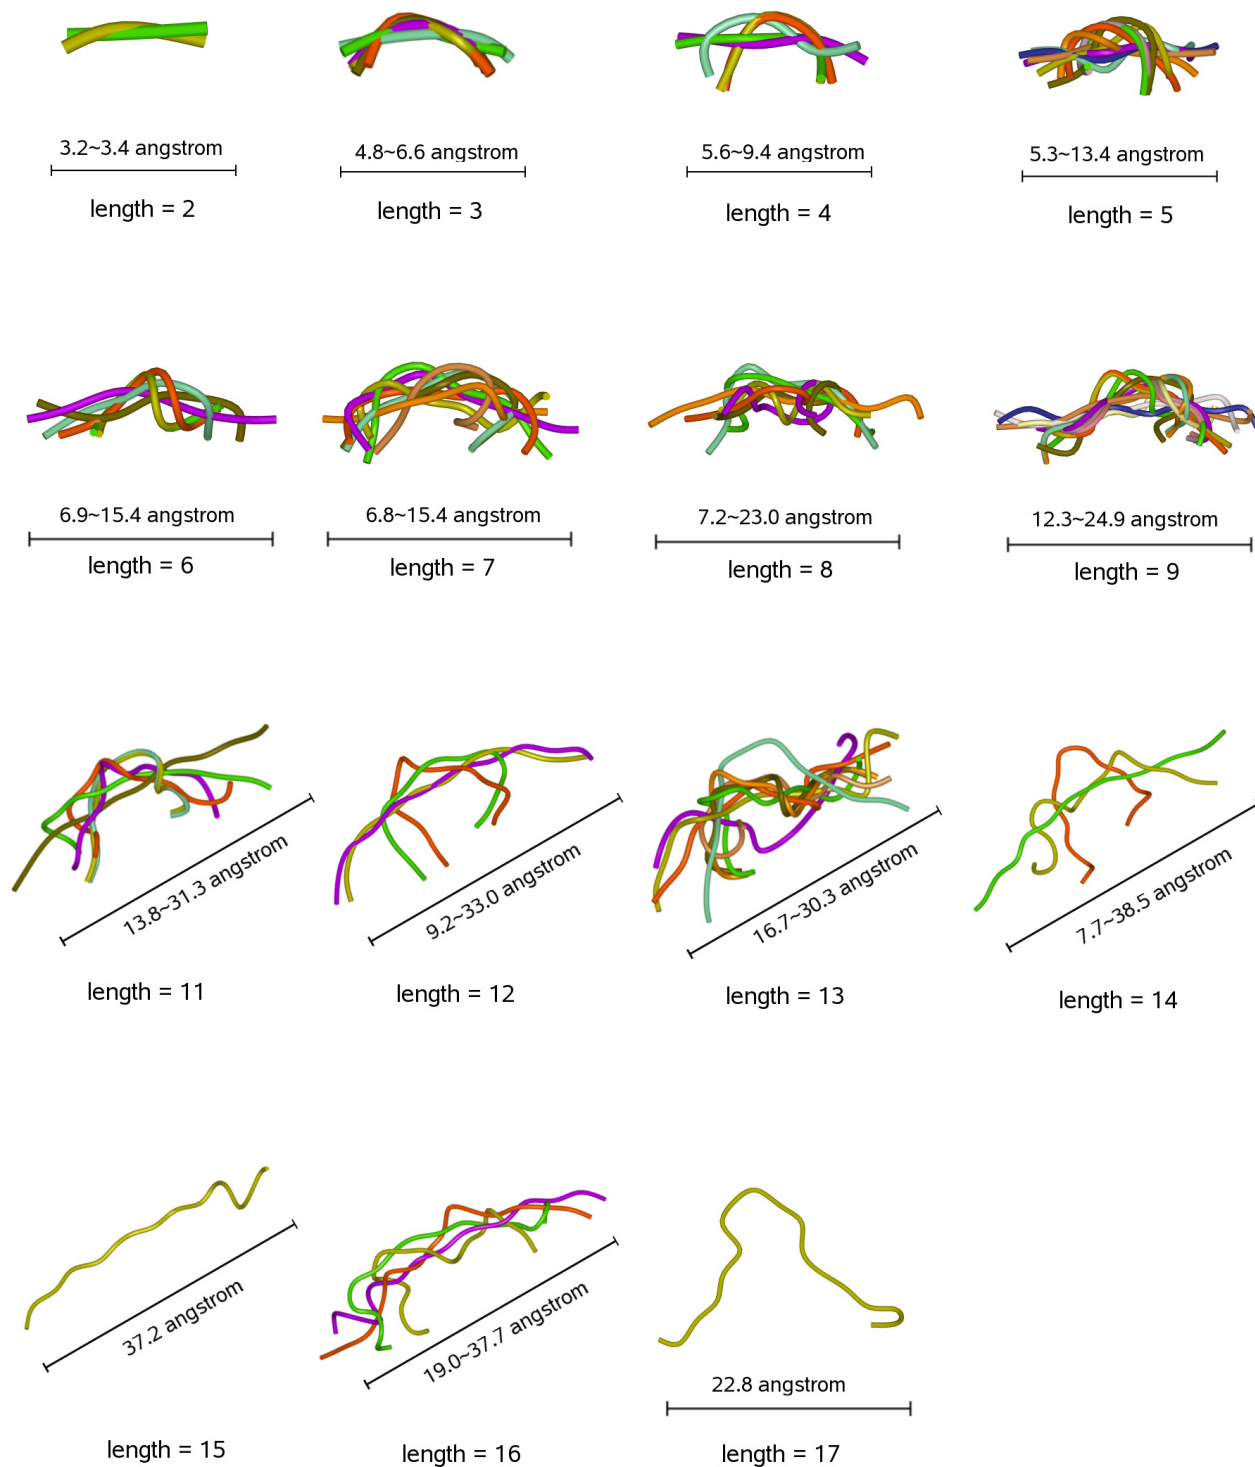 3.2~3.4 angstrom
length = 2
4.8~6.6 angstrom
length = 3
5.6~9.4 angstrom
length = 4
5.3~13.4 angstrom
length = 5
6.9~15.4 angstrom
length = 6
6.8~15.4 angstrom
length = 7
7.2~23.0 angstrom
length = 8
12.3~24.9 angstrom
length = 9
13.8~31.3 angstrom
length = 11
9.2~33.0 angstrom
length = 12
16.7~30.3 angstrom
length = 13
7.7~38.5 angstrom
length = 14
37.2 angstrom
length = 15
19.0~37.7 angstrom
length = 16
22.8 angstrom
length = 17